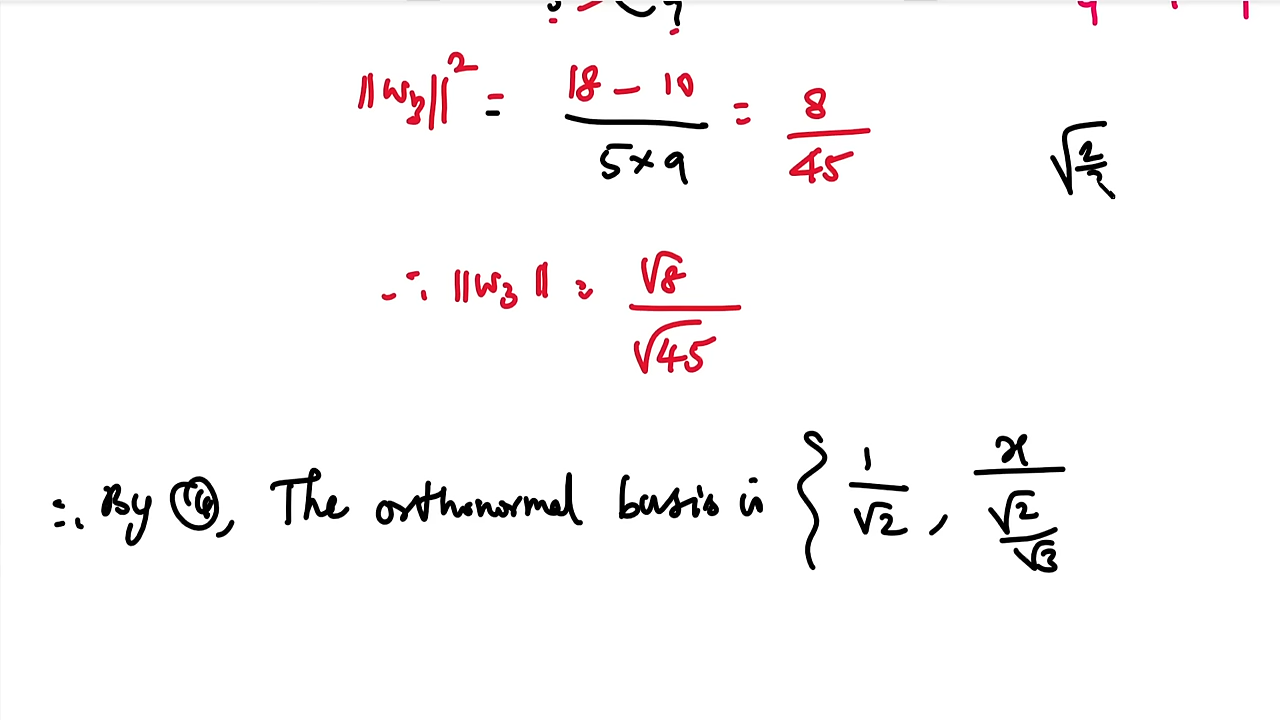 ||w₃||² = (18 - 10)/(5×9) = 8/45
√(2/3)
∴ ||w₃|| = √8/√45
∴ By ⑭, The orthonormal basis is { 1/√2 , x/(√2/√3)